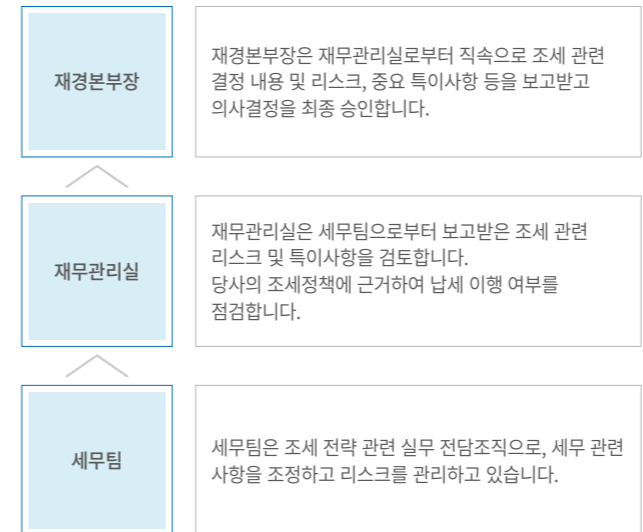 재경본부장
재경본부장은 재무관리실로부터 직속으로 조세 관련
결정 내용 및 리스크, 중요 특이사항 등을 보고받고
의사결정을 최종 승인합니다.
재무관리실
재무관리실은 세무팀으로부터 보고받은 조세 관련
리스크 및 특이사항을 검토합니다.
당사의 조세정책에 근거하여 납세 이행 여부를
점검합니다.
세무팀
세무팀은 조세 전략 관련 실무 전담조직으로, 세무 관련
사항을 조정하고 리스크를 관리하고 있습니다.